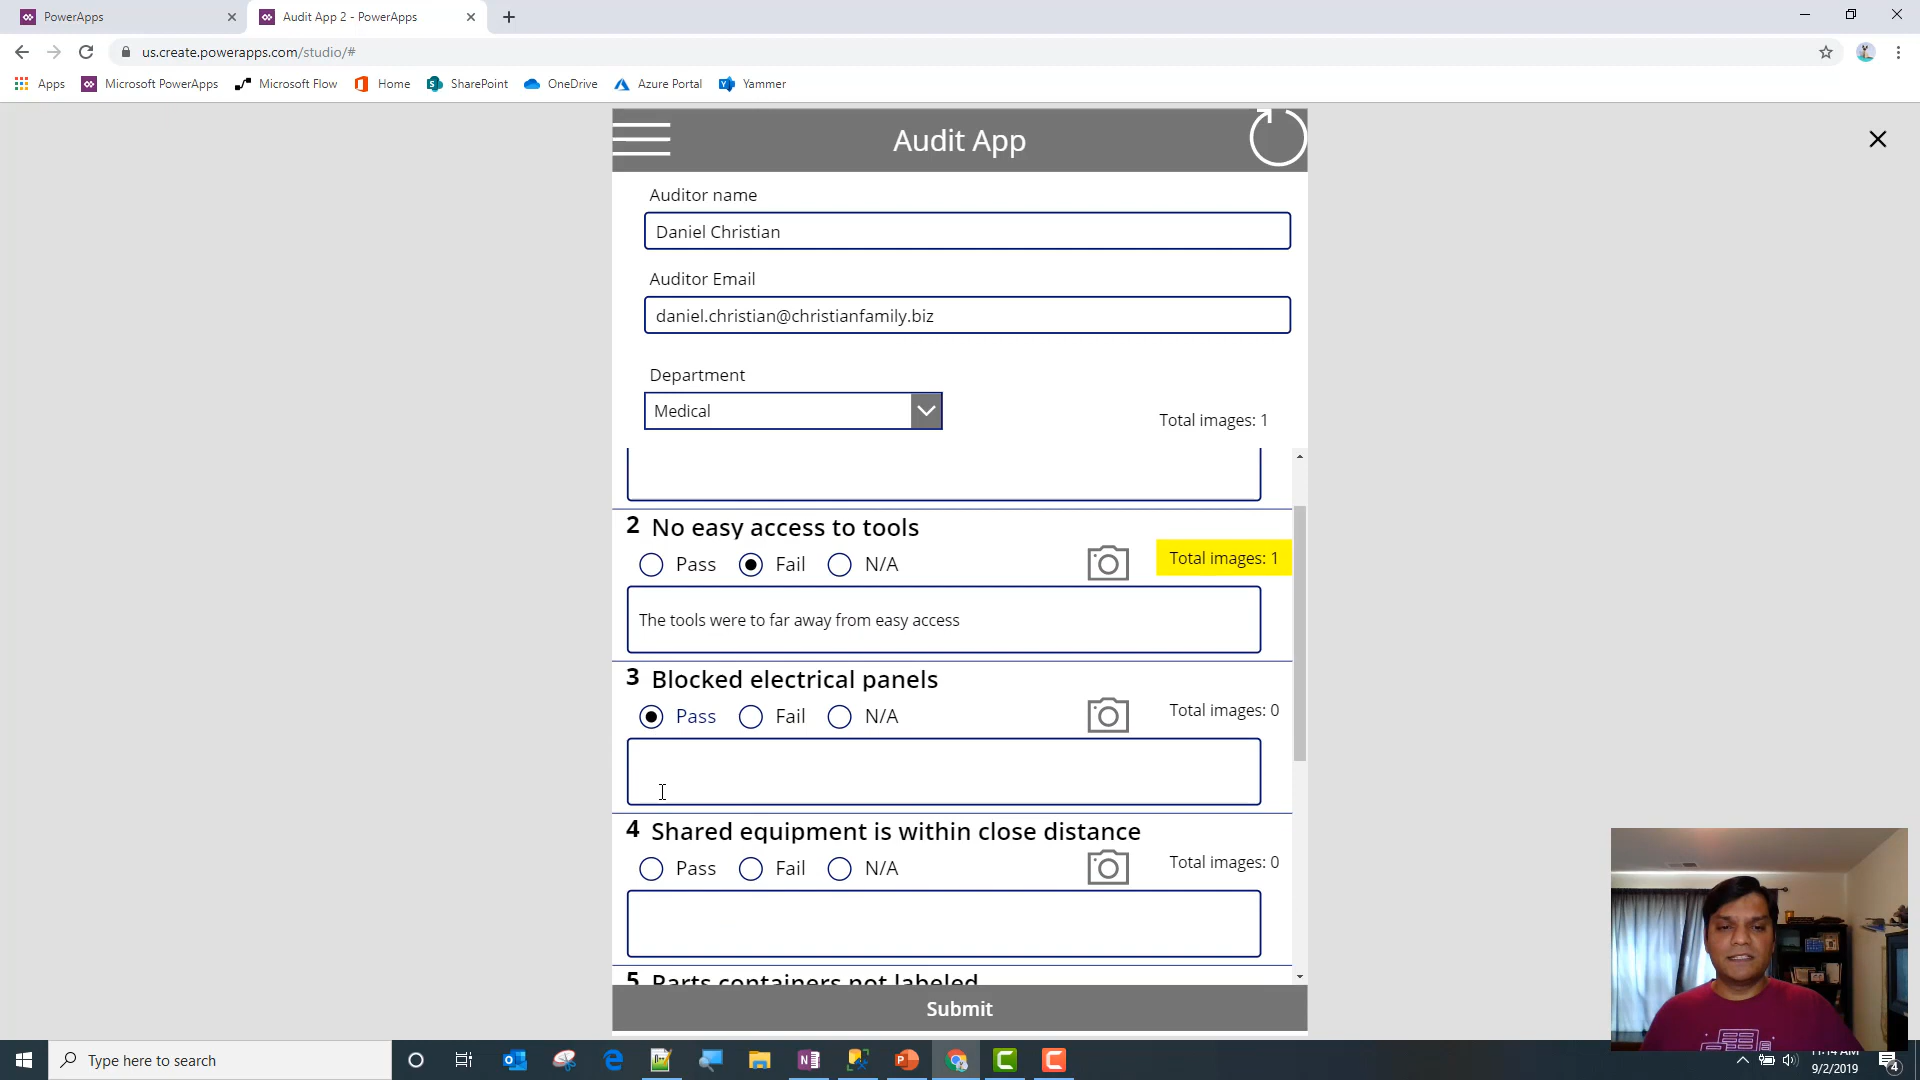 PowerApps
Audit App 2 - PowerApps
us.create.powerapps.com/studio/#
Apps
Microsoft PowerApps
Microsoft Flow
Home
SharePoint
OneDrive
Azure Portal
Yammer
Audit App
Auditor name
Daniel Christian
Auditor Email
daniel.christian@christianfamily.biz
Department
Medical
Total images: 1
2 No easy access to tools
Pass Fail N/A
Total images: 1
The tools were to far away from easy access
3 Blocked electrical panels
Pass Fail N/A
Total images: 0
4 Shared equipment is within close distance
Pass Fail N/A
Total images: 0
5 Parts containers not labeled
Submit
Type here to search
11:14 AM
9/2/2019
4